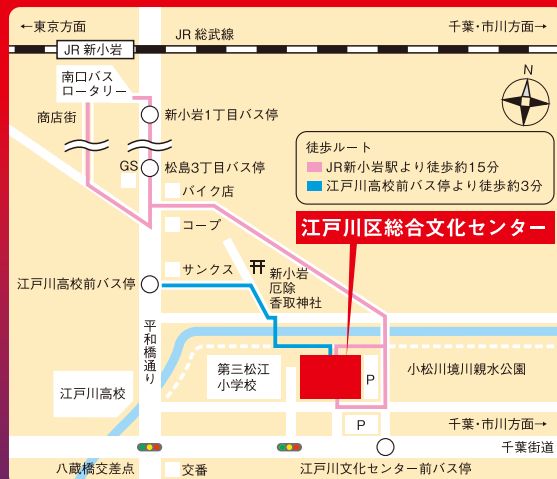 ←東京方面
JR 総武線
千葉・市川方面→
JR 新小岩
南口バス
ロータリー
N
商店街
新小岩1丁目バス停
徒歩ルート
JR新小岩駅より徒歩約15分
江戸川高校前バス停より徒歩約3分
GS
松島3丁目バス停
バイク店
コープ
江戸川区総合文化センター
サンクス
新小岩
厄除
香取神社
江戸川高校前バス停
平和橋通り
第三松江
小学校
P
小松川境川親水公園
江戸川高校
P
千葉・市川方面→
千葉街道
八蔵橋交差点
交番
江戸川文化センター前バス停